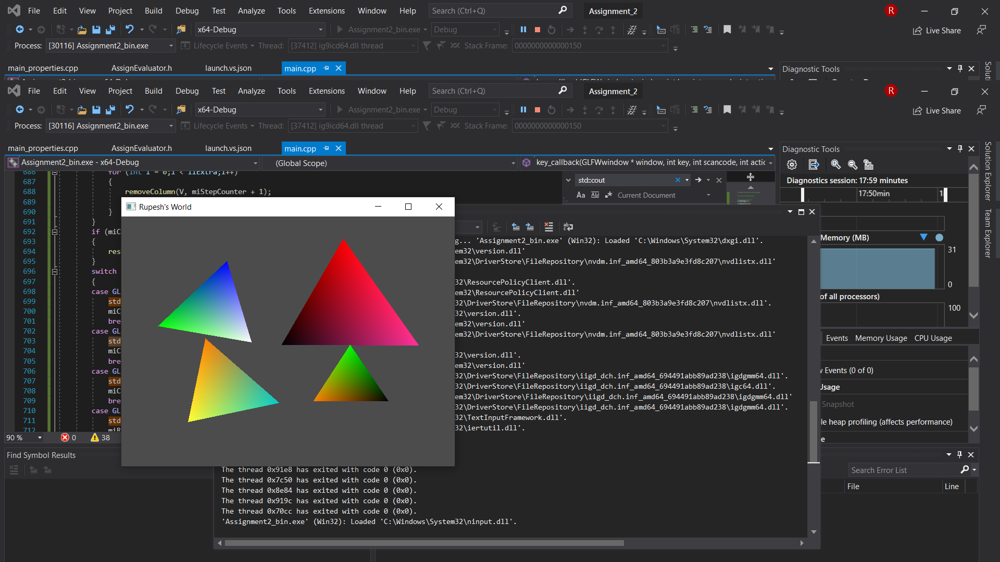 File Edit View Project Build Debug Test Analyze Tools Extensions Window Help Search (Ctrl+Q) Assignment_2 R
x64-Debug Assignment2_bin.exe Debug Live Share
Process: [30116] Assignment2_bin.exe Lifecycle Events Thread: [37412] ig9icd64.dll thread Stack Frame: 0000000000000150
main_properties.cpp AssignEvaluator.h launch.vs.json main.cpp Diagnostic Tools
File Edit View Project Build Debug Test Analyze Tools Extensions Window Help Search (Ctrl+Q) Assignment_2 R
x64-Debug Assignment2_bin.exe Debug Live Share
Process: [30116] Assignment2_bin.exe Lifecycle Events Thread: [37412] ig9icd64.dll thread Stack Frame: 0000000000000150
main_properties.cpp AssignEvaluator.h launch.vs.json main.cpp Diagnostic Tools
Assignment2_bin.exe - x64-Debug (Global Scope) key_callback(GLFWwindow * window, int key, int scancode, int actio
Solution Explorer
Team Explorer
686 for (int i = 0;i < iiExtra;i++)
687 {
688 removeColumn(V, miStepCounter + 1);
689
690 }
691 }
692 if (miC
693 {
694 res
695 }
696 switch
697 {
698 case GL
699 std
700 miC
701 bre
702 case GL
703 std
704 miC
705 bre
706 case GL
707 std
708 miC
709 bre
710 case GL
711 std
712 miR
std::cout
Aa Abl Current Document
Diagnostics session: 17:59 minutes
17:50min
Memory (MB)
31
0
of all processors)
100
Events Memory Usage CPU Usage
w Events (0 of 0)
Usage
Snapshot
le heap profiling (affects performance)
e
Rupesh's World
g... 'Assignment2_bin.exe' (Win32): Loaded 'C:\Windows\System32\dxgi.dll'.
em32\version.dll'
em32\DriverStore\FileRepository\nvdm.inf_amd64_803b3a9e3fd8c207\nvdlistx.dll'
32\ResourcePolicyClient.dll'.
em32\ResourcePolicyClient.dll'
32\DriverStore\FileRepository\nvdm.inf_amd64_803b3a9e3fd8c207\nvdlistx.dll'.
32\version.dll'.
em32\version.dll'
em32\DriverStore\FileRepository\nvdm.inf_amd64_803b3a9e3fd8c207\nvdlistx.dll'
32\version.dll'.
em32\version.dll'
32\DriverStore\FileRepository\iigd_dch.inf_amd64_694491abb89ad238\igdgmm64.dll'.
32\DriverStore\FileRepository\iigd_dch.inf_amd64_694491abb89ad238\igc64.dll'.
em32\DriverStore\FileRepository\iigd_dch.inf_amd64_694491abb89ad238\igdgmm64.dll'
32\DriverStore\FileRepository\iigd_dch.inf_amd64_694491abb89ad238\igdgmm64.dll'.
32\TextInputFramework.dll'.
32\iertutil.dll'.
The thread 0x91e8 has exited with code 0 (0x0).
The thread 0x7c50 has exited with code 0 (0x0).
The thread 0x8e84 has exited with code 0 (0x0).
The thread 0x919c has exited with code 0 (0x0).
The thread 0x70cc has exited with code 0 (0x0).
'Assignment2_bin.exe' (Win32): Loaded 'C:\Windows\System32\ninput.dll'.
90 % 0 38
Find Symbol Results
Search Error List
File Line